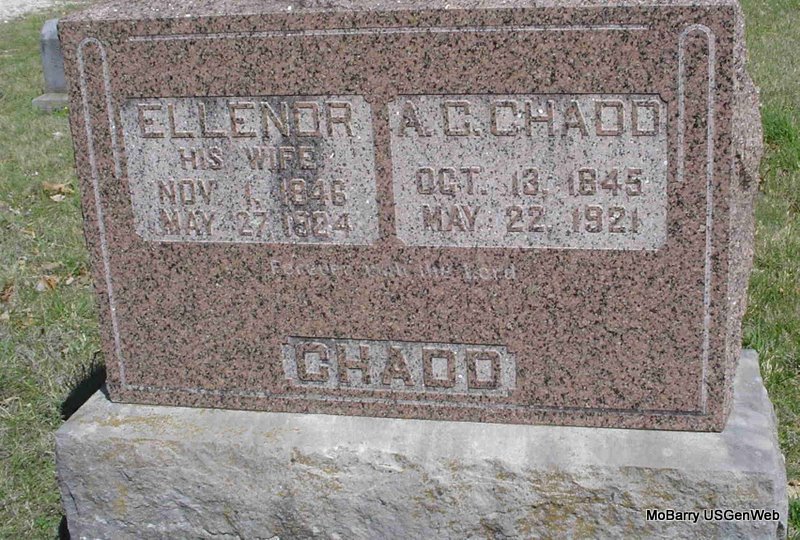 ELLENOR
HIS WIFE
NOV. 1, 1846
MAY 27, 1924
A. C. CHADD
OCT. 13, 1845
MAY 22, 1921
Forever with the Lord
CHADD
MoBarry USGenWeb